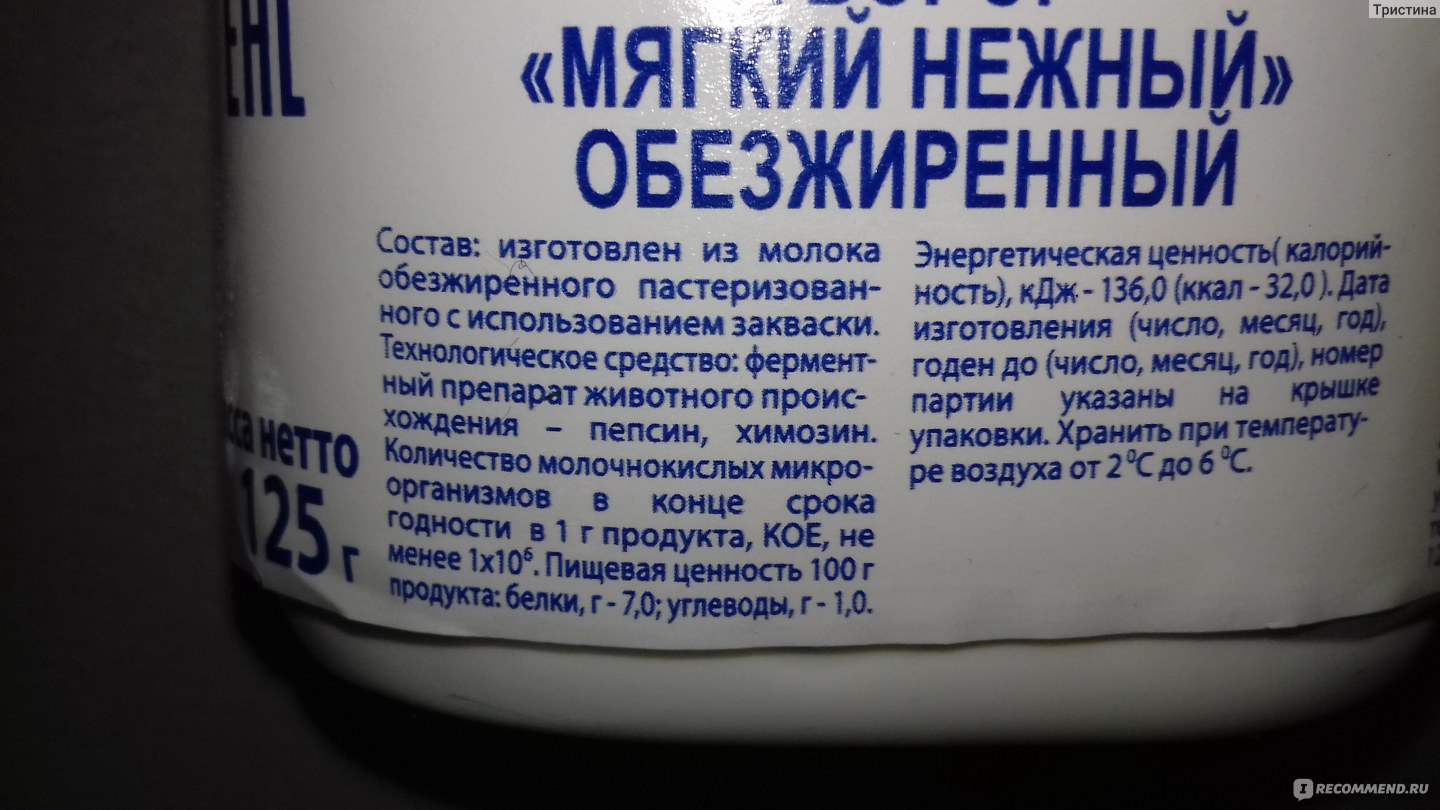 Тристина
«МЯГКИЙ НЕЖНЫЙ»
ОБЕЗЖИРЕННЫЙ
Состав: изготовлен из молока
обезжиренного пастеризован-
ного с использованием закваски.
Технологическое средство: фермент-
ный препарат животного проис-
хождения – пепсин, химозин.
Количество молочнокислых микро-
организмов в конце срока
годности в 1 г продукта, КОЕ, не
менее 1х10⁶. Пищевая ценность 100 г
продукта: белки, г - 7,0; углеводы, г - 1,0.
Энергетическая ценность( калорий-
ность), кДж - 136,0 (ккал - 32,0 ). Дата
изготовления (число, месяц, год),
годен до (число, месяц, год), номер
партии указаны на крышке
упаковки. Хранить при температу-
ре воздуха от 2 ⁰С до 6 ⁰С.
нетто
125 г
RECOMMEND.RU